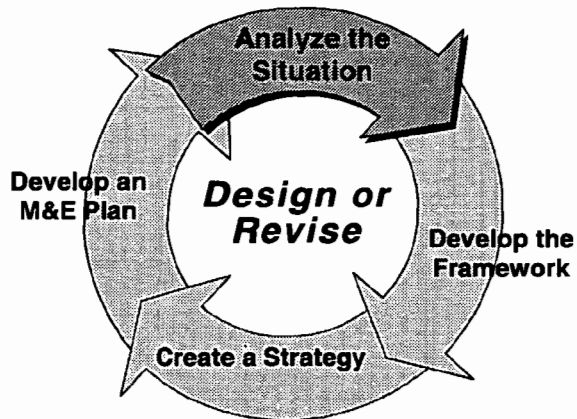 Analyze the
Situation
Develop the
Framework
Create a Strategy
Develop an
M&E Plan
Design or
Revise